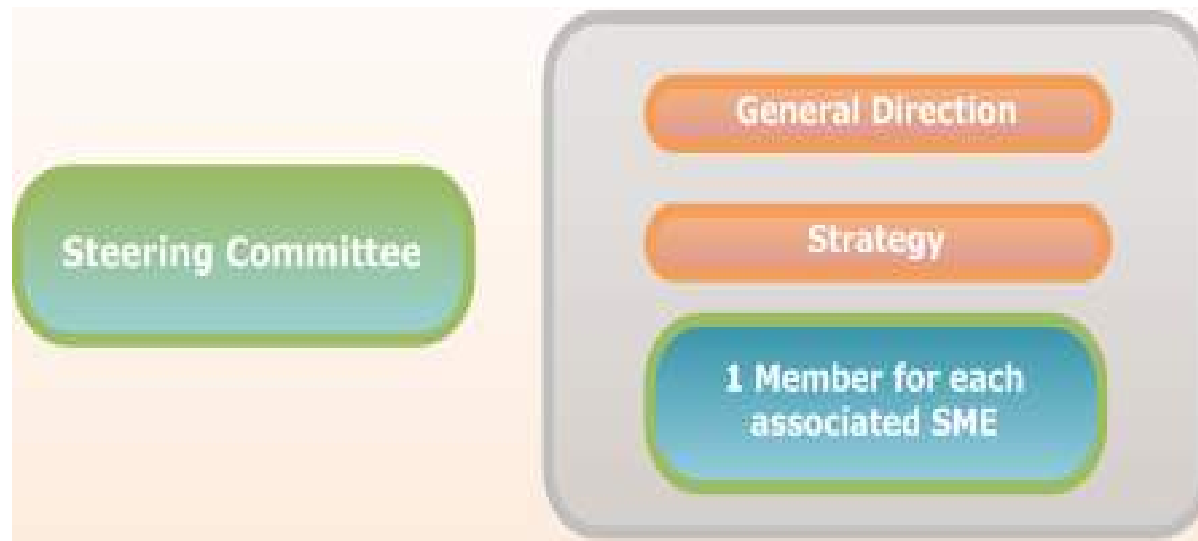 Steering Committee
General Direction
Strategy
1 Member for each
associated SME